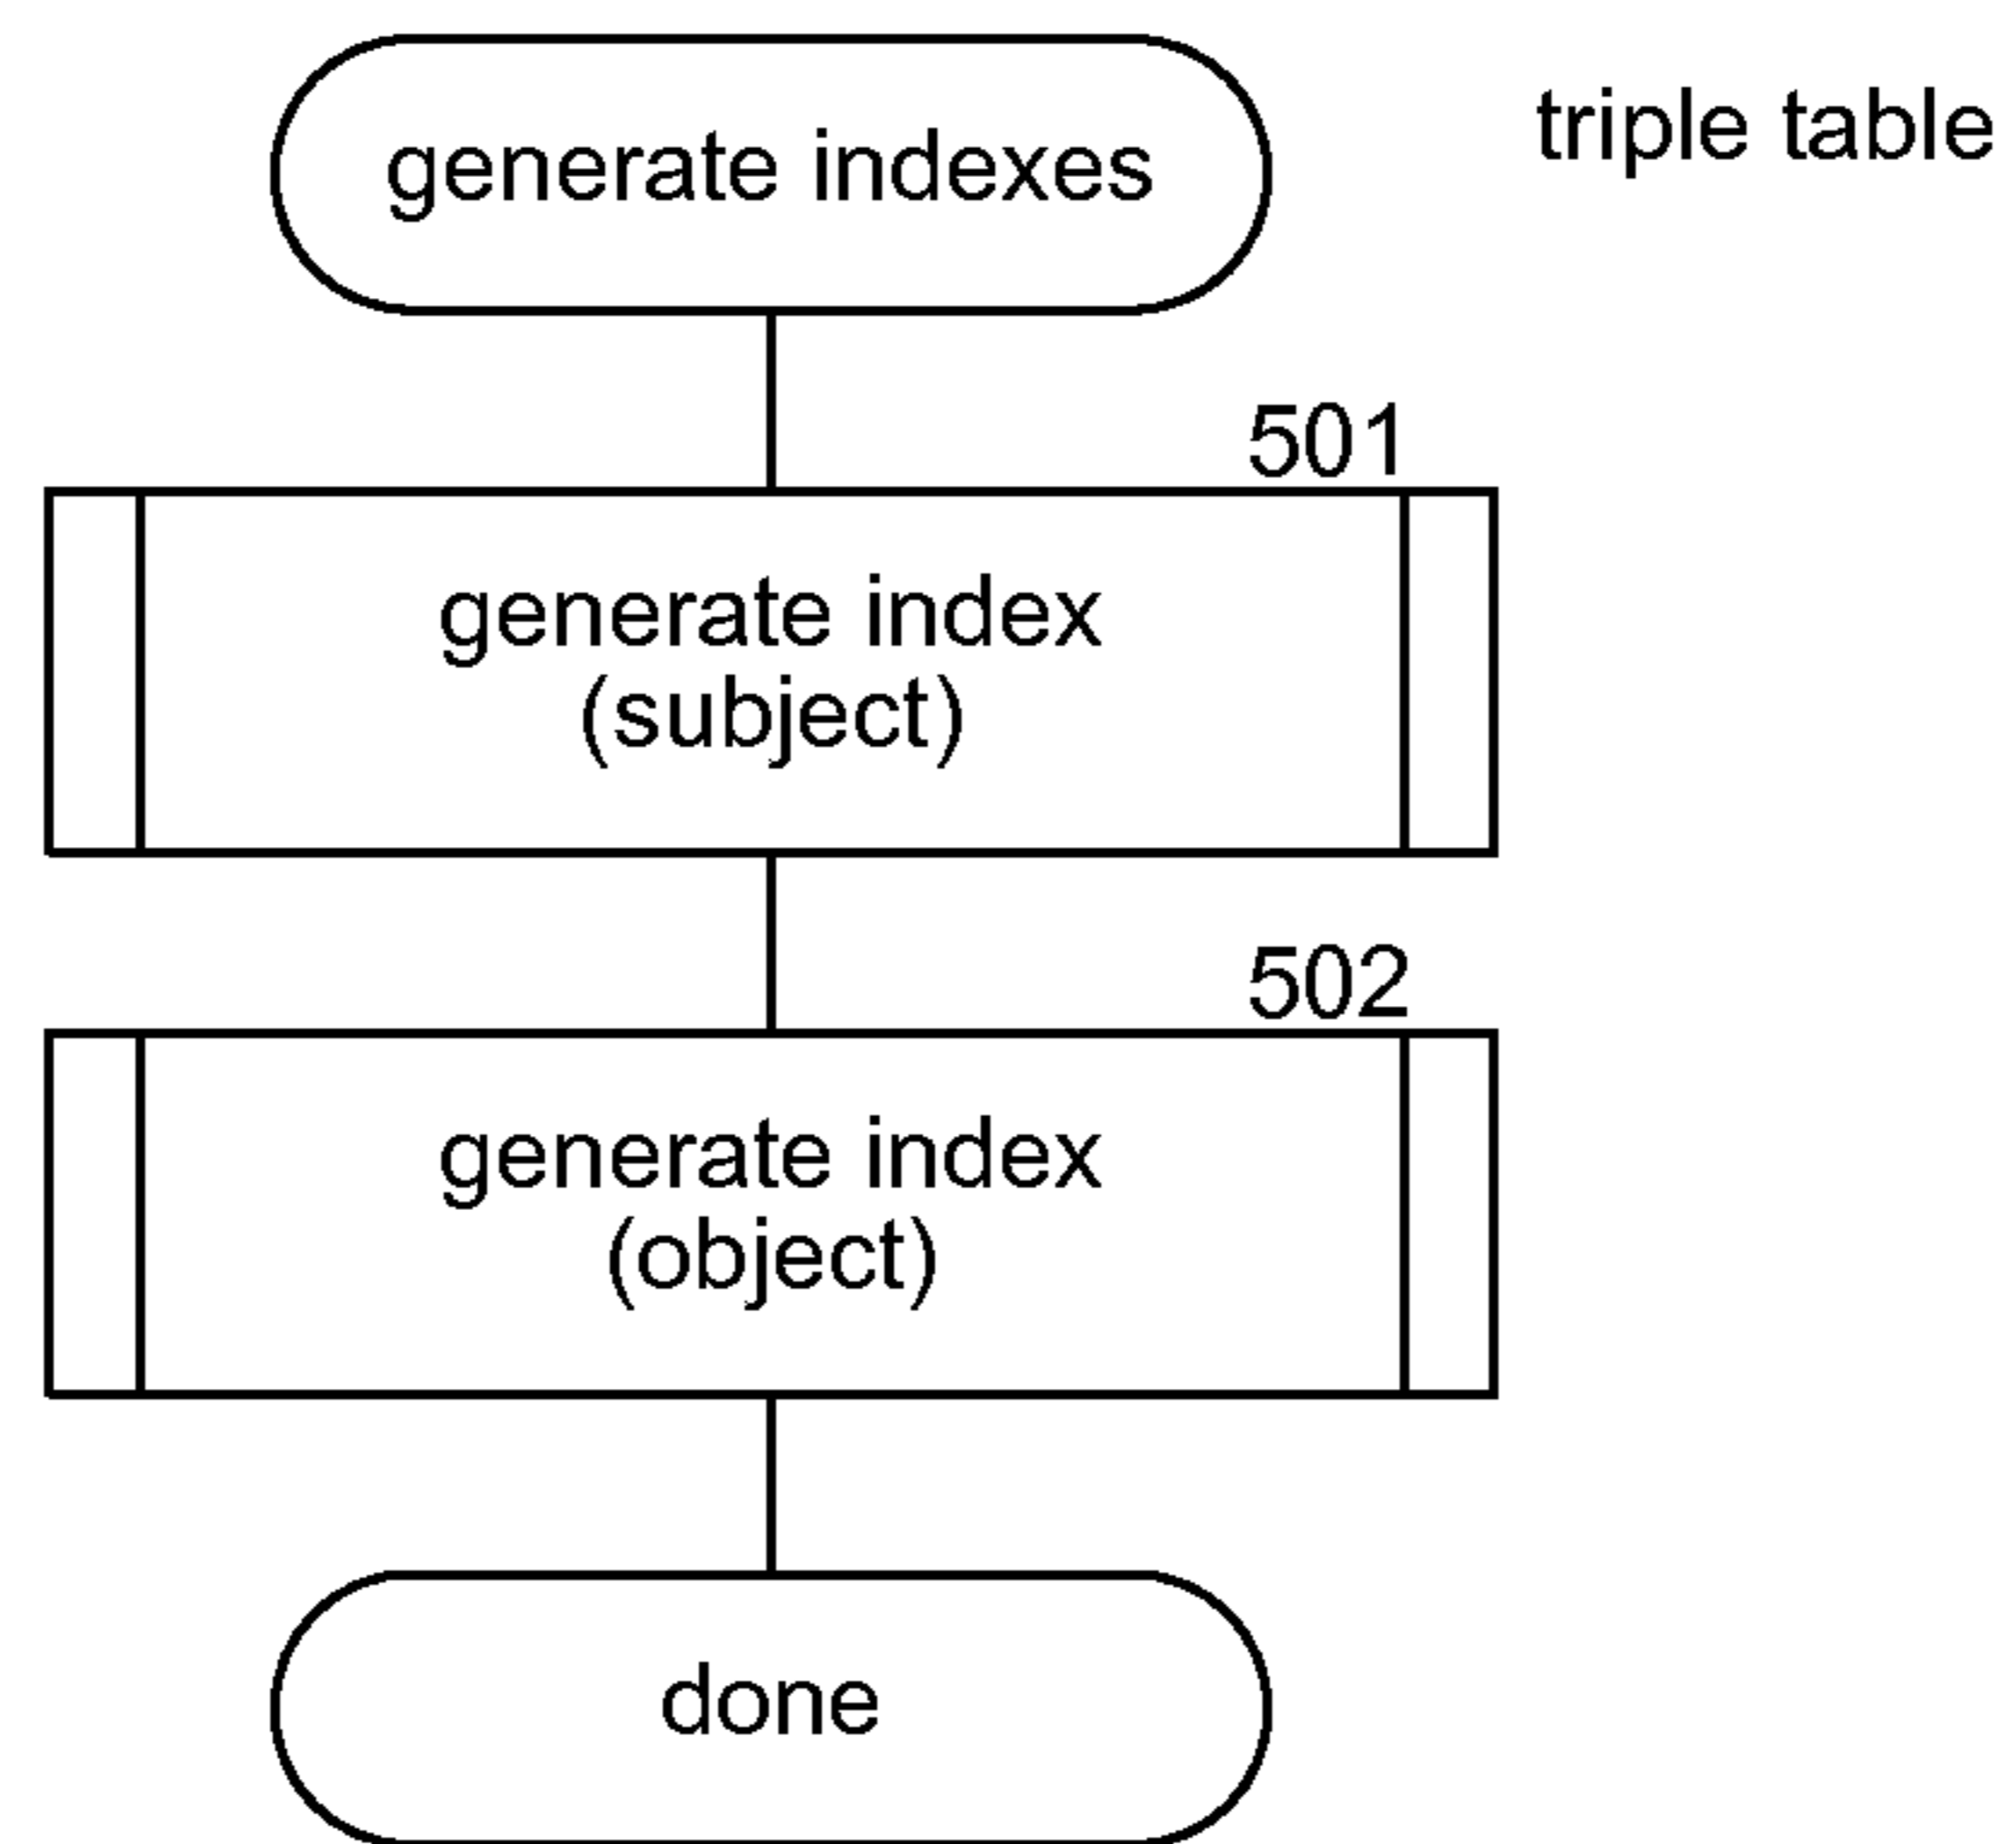 generate indexes
triple table
501
generate index
(subject)
502
generate index
(object)
done